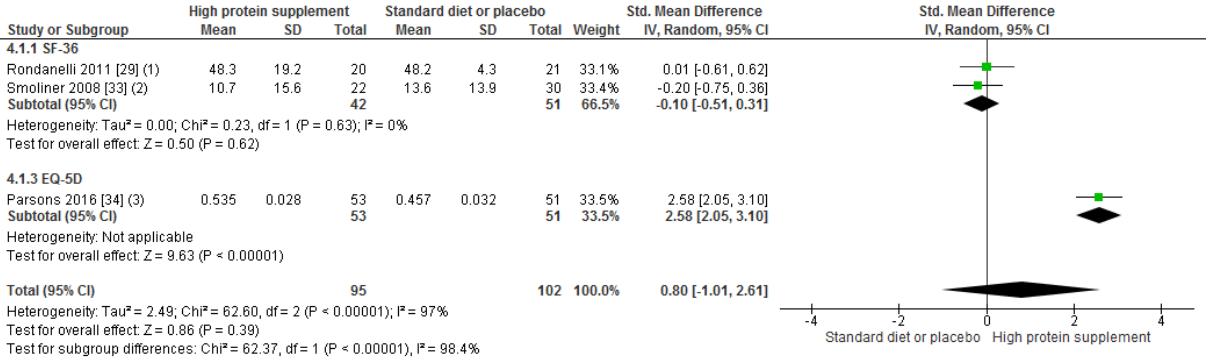 High protein supplement Standard diet or placebo Std. Mean Difference Std. Mean Difference
Study or Subgroup Mean SD Total Mean SD Total Weight IV, Random, 95% CI IV, Random, 95% CI
4.1.1 SF-36
Rondanelli 2011 [29] (1) 48.3 19.2 20 48.2 4.3 21 33.1% 0.01 [-0.61, 0.62]
Smoliner 2008 [33] (2) 10.7 15.6 22 13.6 13.9 30 33.4% -0.20 [-0.75, 0.36]
Subtotal (95% CI) 42 51 66.5% -0.10 [-0.51, 0.31]
Heterogeneity: Tau² = 0.00; Chi² = 0.23, df = 1 (P = 0.63); I² = 0%
Test for overall effect: Z = 0.50 (P = 0.62)
4.1.3 EQ-5D
Parsons 2016 [34] (3) 0.535 0.028 53 0.457 0.032 51 33.5% 2.58 [2.05, 3.10]
Subtotal (95% CI) 53 51 33.5% 2.58 [2.05, 3.10]
Heterogeneity: Not applicable
Test for overall effect: Z = 9.63 (P < 0.00001)
Total (95% CI) 95 102 100.0% 0.80 [-1.01, 2.61]
Heterogeneity: Tau² = 2.49; Chi² = 62.60, df = 2 (P < 0.00001); I² = 97%
Test for overall effect: Z = 0.86 (P = 0.39)
Test for subgroup differences: Chi² = 62.37, df = 1 (P < 0.00001), I² = 98.4%
-4 -2 0 2 4
Standard diet or placebo High protein supplement